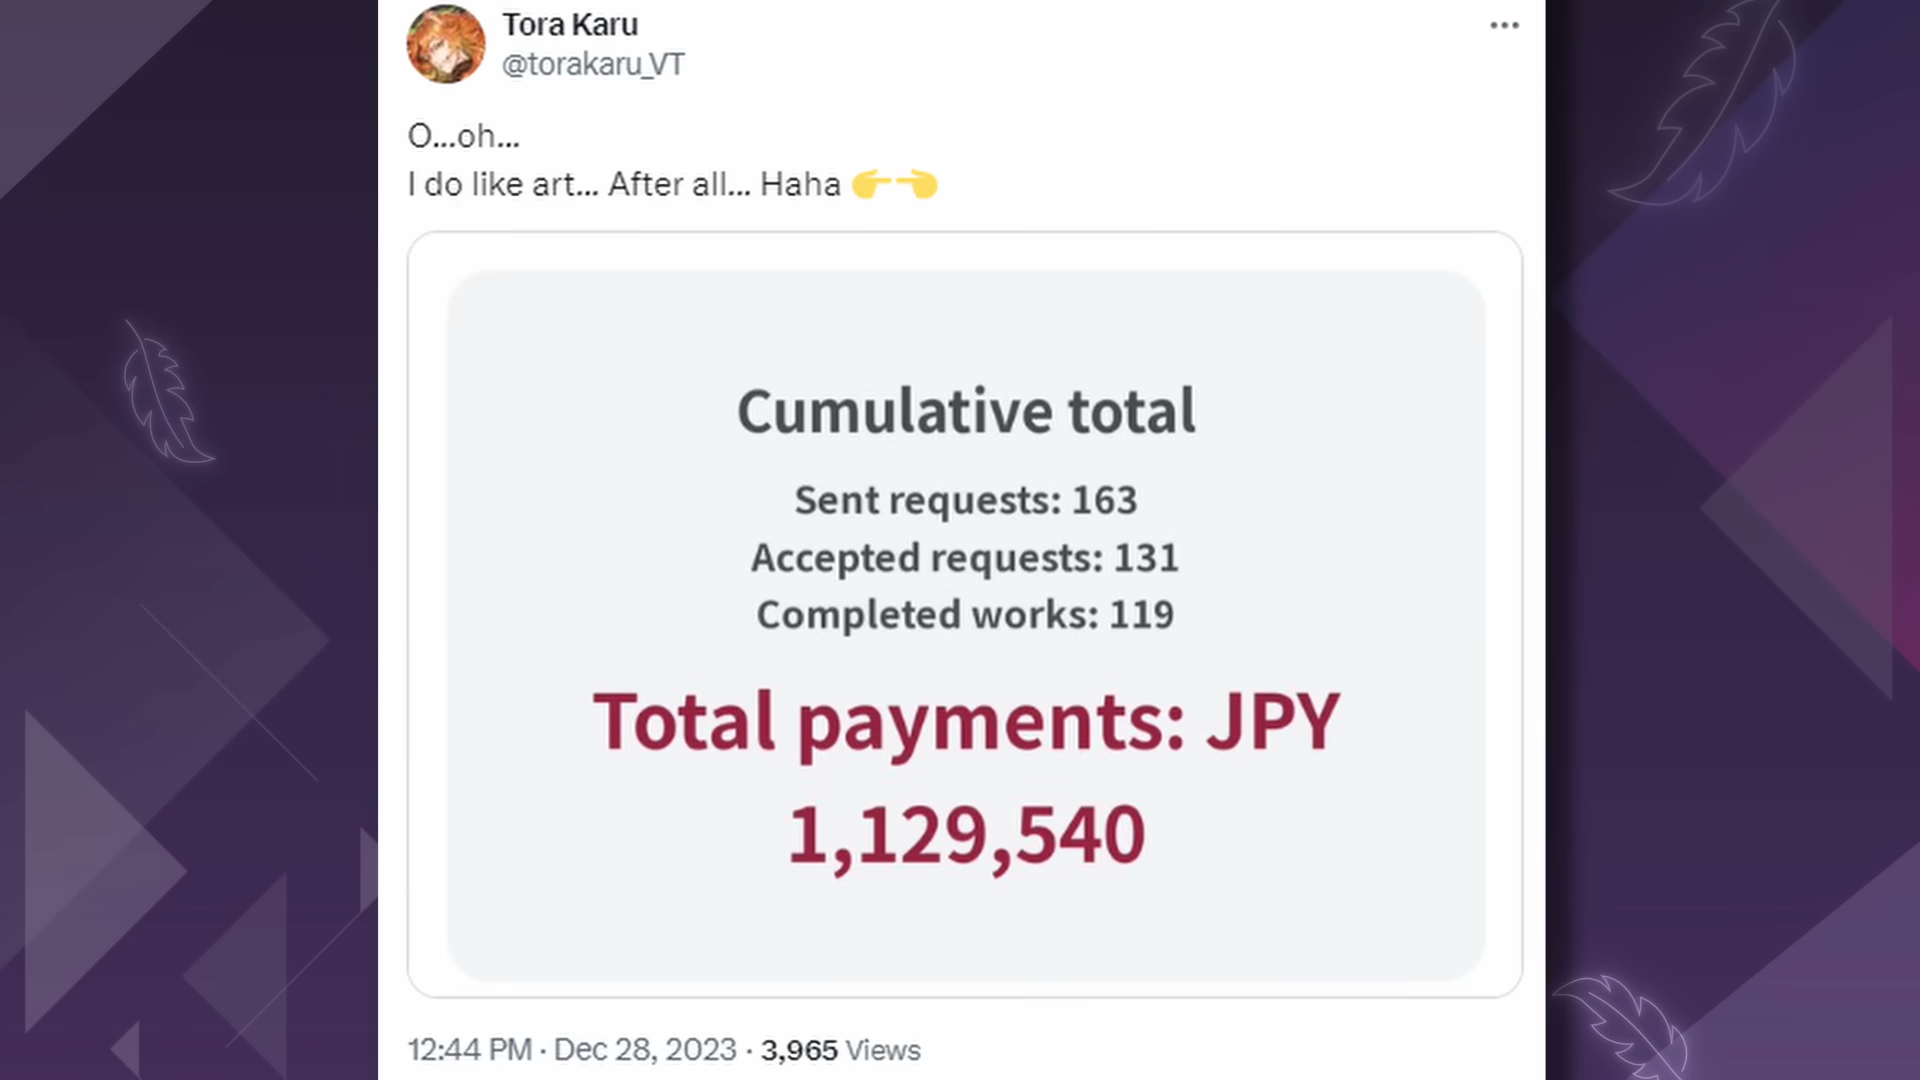 Tora Karu
@torakaru_VT
O...oh...
I do like art... After all... Haha 👉👈
Cumulative total
Sent requests: 163
Accepted requests: 131
Completed works: 119
Total payments: JPY
1,129,540
12:44 PM · Dec 28, 2023 · 3,965 Views